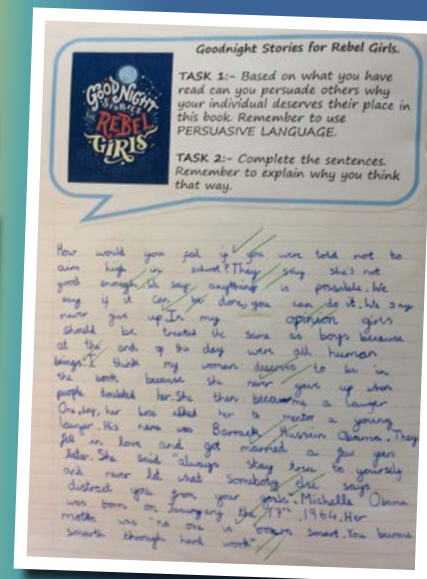 Goodnight Stories for Rebel Girls.
GOOD NIGHT
STORIES
FOR
REBEL
GIRLS
TASK 1:- Based on what you have
read can you persuade others why
your individual deserves their place in
this book. Remember to use
PERSUASIVE LANGUAGE.
TASK 2:- Complete the sentences.
Remember to explain why you think
that way.
How would you feel if you were told not to
aim high in school? They say she's not
good enough, we say anything is possible. We
say if it can be done, you can do it. We say
never give up. In my opinion girls
should be treated the same as boys because
at the end of the day were all human
beings. I think my woman deserves to be in
the book because she never gave up when
people doubted her. She then became a lawyer
One day, her boss asked her to mentor a young
lawyer. His name was Barrack Hussein Obama. They
fell in love and got married a few years
later. She said "always stay true to yourself
and never let what somebody else says
distract you from your goals". Michelle Obama
was born on the 17th, 1964. Her
motto was "no one is born smart. You become
smart through hard work"